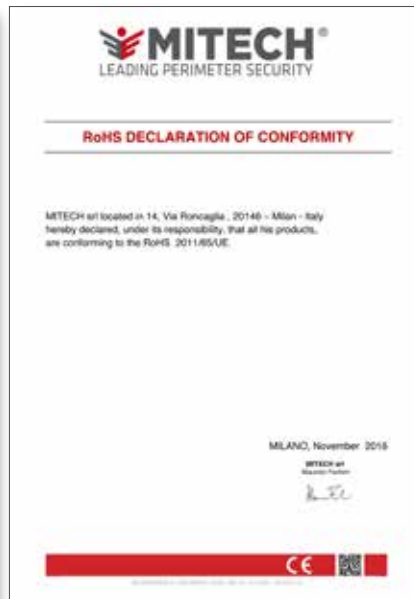 MITECH®
LEADING PERIMETER SECURITY
RoHS DECLARATION OF CONFORMITY
MITECH srl located in 14, Via Roncaglia , 20146 – Milan - Italy
hereby declared, under its responsibility, that all his products,
are conforming to the RoHS 2011/65/UE.
MILANO, November 2016
MITECH srl
CE